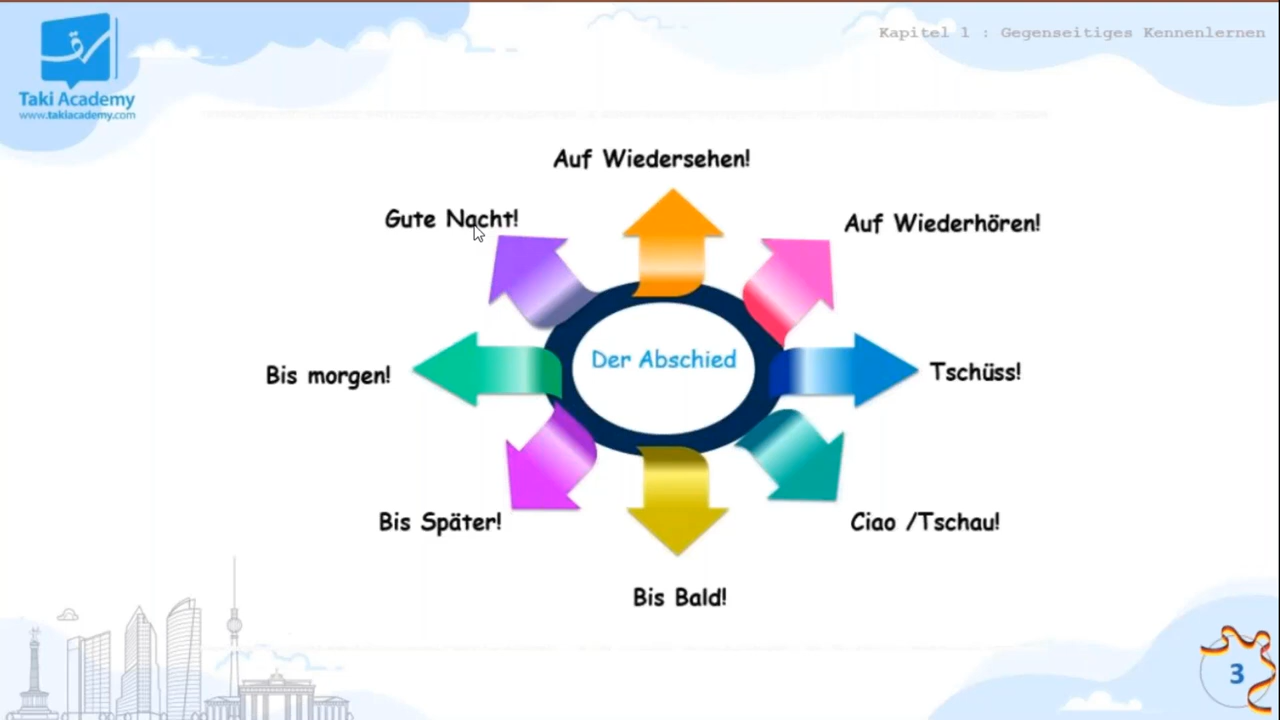 Kapitel 1 : Gegenseitiges Kennenlernen
Taki Academy
www.takiacademy.com
Auf Wiedersehen!
Gute Nacht!
Auf Wiederhören!
Der Abschied
Bis morgen!
Tschüss!
Bis Später!
Ciao /Tschau!
Bis Bald!
3